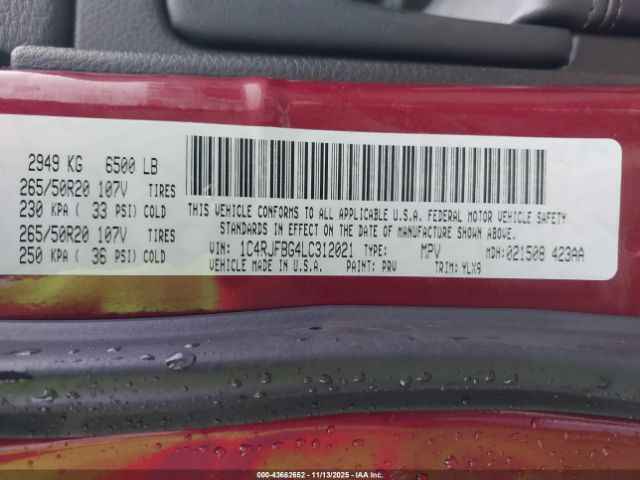 2949 KG 6500 LB
265/50R20 107V TIRES
230 KPA ( 33 PSI) COLD
265/50R20 107V TIRES
250 KPA ( 36 PSI) COLD
THIS VEHICLE CONFORMS TO ALL APPLICABLE U.S.A. FEDERAL MOTOR VEHICLE SAFETY
STANDARDS IN EFFECT ON THE DATE OF MANUFACTURE SHOWN ABOVE.
VIN: 1C4RJFBG4LC312021 TYPE: MPV MDH:021508 423AA
VEHICLE MADE IN U.S.A. PAINT: PRV TRIM: YLX9
000-43662652 - 11/13/2025 - IAAI.COM